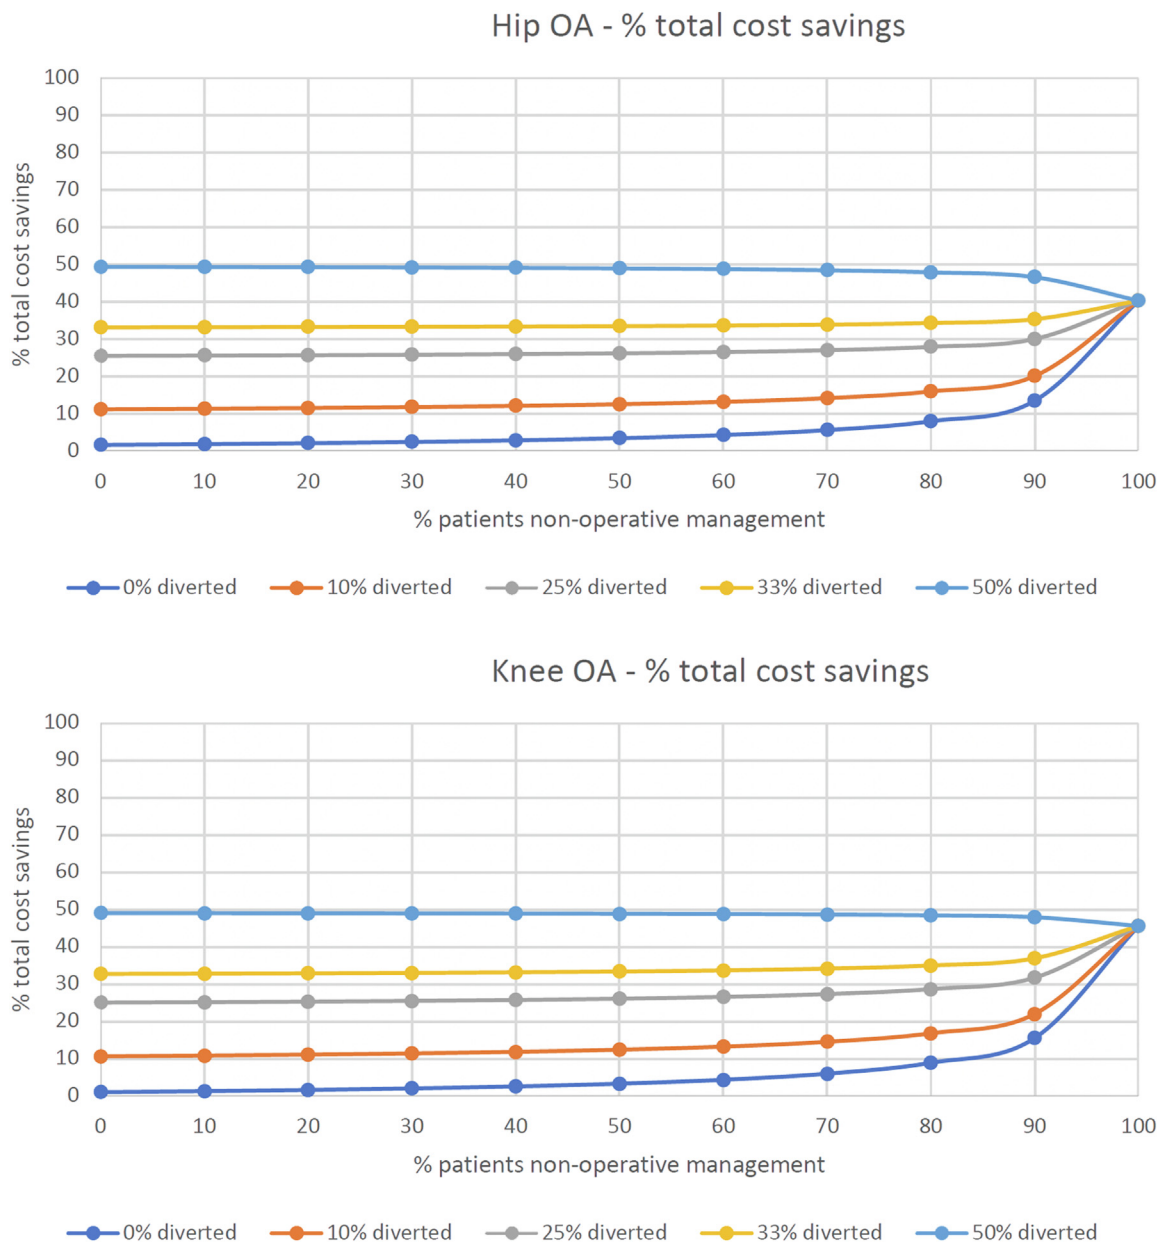 Hip OA - % total cost savings
100
90
80
70
60
50
40
30
20
10
0
% total cost savings
0 10 20 30 40 50 60 70 80 90 100
% patients non-operative management
0% diverted 10% diverted 25% diverted 33% diverted 50% diverted
Knee OA - % total cost savings
100
90
80
70
60
50
40
30
20
10
0
% total cost savings
0 10 20 30 40 50 60 70 80 90 100
% patients non-operative management
0% diverted 10% diverted 25% diverted 33% diverted 50% diverted